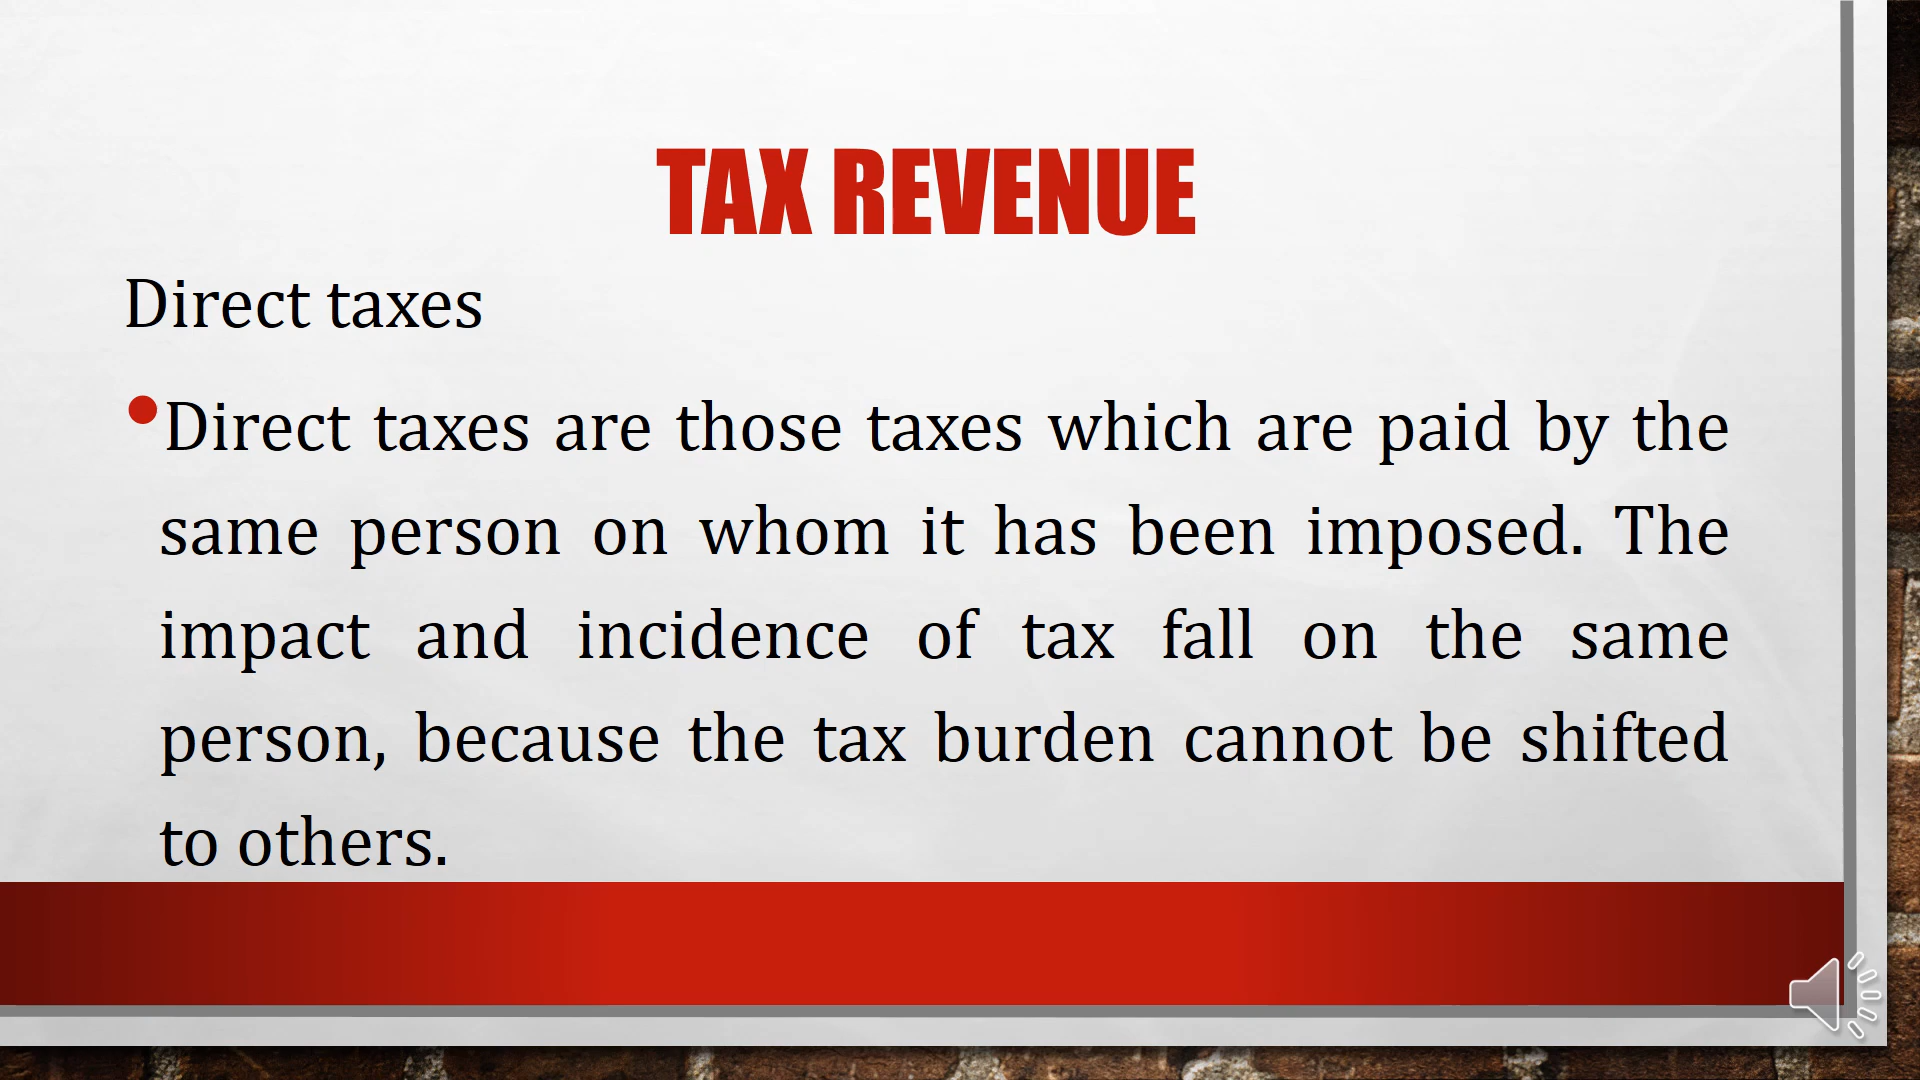 TAX REVENUE
Direct taxes
•Direct taxes are those taxes which are paid by the
same person on whom it has been imposed. The
impact and incidence of tax fall on the same
person, because the tax burden cannot be shifted
to others.